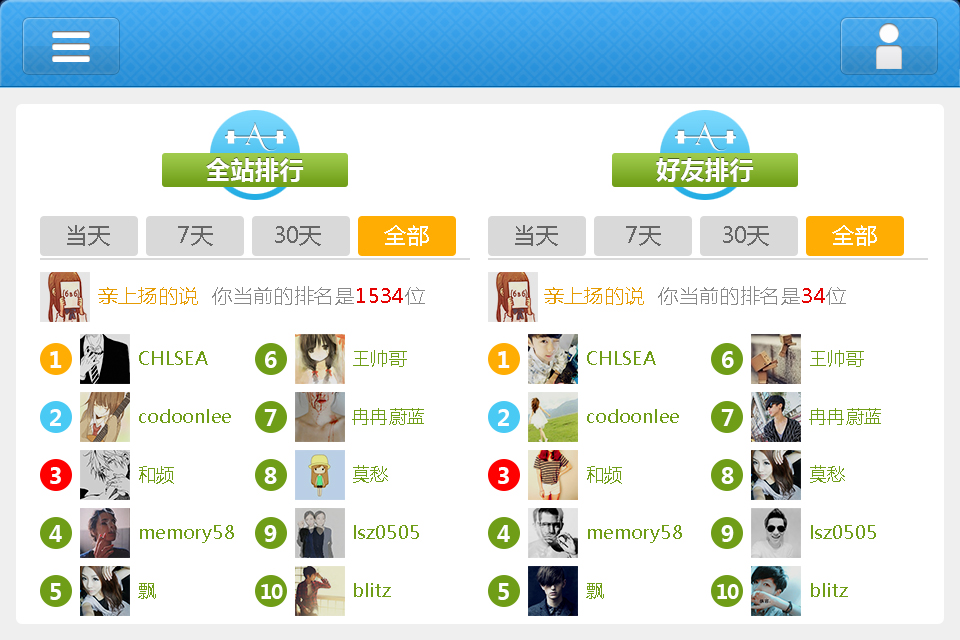 A
全站排行
当天 7天 30天 全部
亲上扬的说 你当前的排名是1534位
1 CHLSEA 6 王帅哥
2 codoonlee 7 冉冉蔚蓝
3 和频 8 莫愁
4 memory58 9 lsz0505
5 飘 10 blitz
A
好友排行
当天 7天 30天 全部
亲上扬的说 你当前的排名是34位
1 CHLSEA 6 王帅哥
2 codoonlee 7 冉冉蔚蓝
3 和频 8 莫愁
4 memory58 9 lsz0505
5 飘 10 blitz